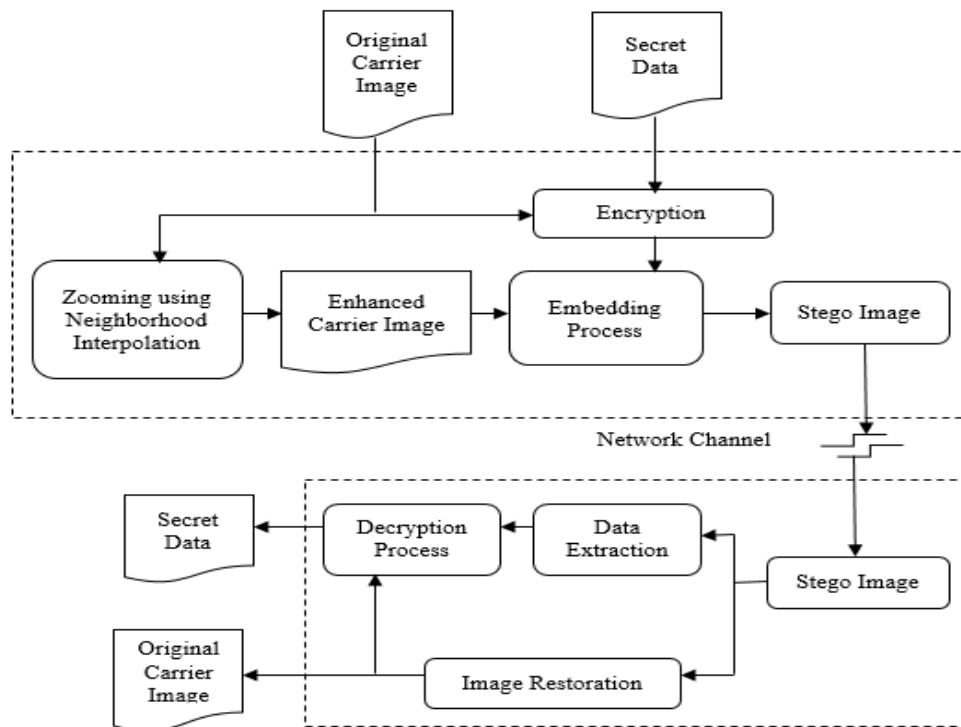 Original
Carrier
Image
Secret
Data
Encryption
Zooming using
Neighborhood
Interpolation
Enhanced
Carrier Image
Embedding
Process
Stego Image
Network Channel
Secret
Data
Decryption
Process
Data
Extraction
Stego Image
Original
Carrier
Image
Image Restoration